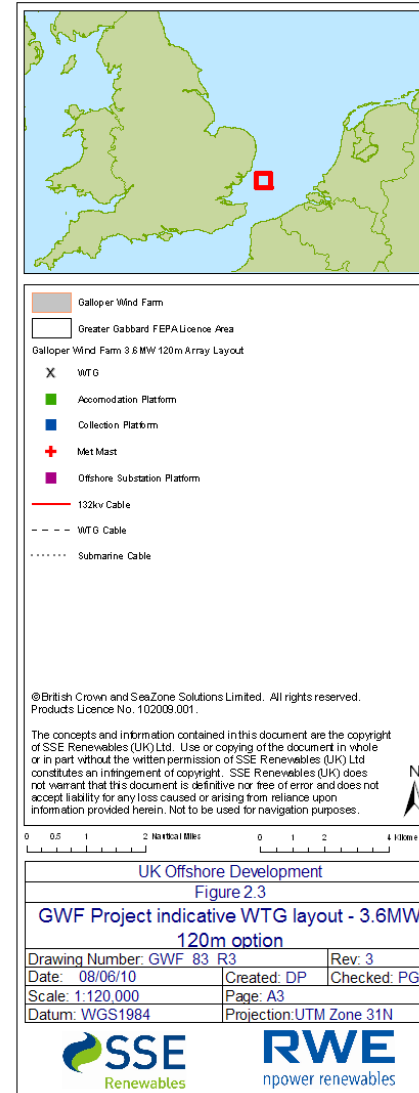 Galloper Wind Farm
Greater Gabbard FEPA Licence Area
Galloper Wind Farm 3.6 MW 120m Array Layout
X WTG
Accomodation Platform
Collection Platform
Met Mast
Offshore Substation Platform
132kv Cable
WTG Cable
Submarine Cable
©British Crown and SeaZone Solutions Limited. All rights reserved.
Products Licence No. 102009.001.
The concepts and information contained in this document are the copyright
of SSE Renewables (UK) Ltd. Use or copying of the document in whole
or in part without the written permission of SSE Renewables (UK) Ltd
constitutes an infringement of copyright. SSE Renewables (UK) does
not warrant that this document is definitive nor free of error and does not
accept liability for any loss caused or arising from reliance upon
information provided herein. Not to be used for navigation purposes.
N
0 0.5 1 2 Nautical Miles 0 1 2 4 Kilome
UK Offshore Development
Figure 2.3
GWF Project indicative WTG layout - 3.6MW
120m option
Drawing Number: GWF_83_R3 Rev: 3
Date: 08/06/10 Created: DP Checked: PG
Scale: 1:120,000 Page: A3
Datum: WGS1984 Projection:UTM Zone 31N
SSE RWE
Renewables npower renewables